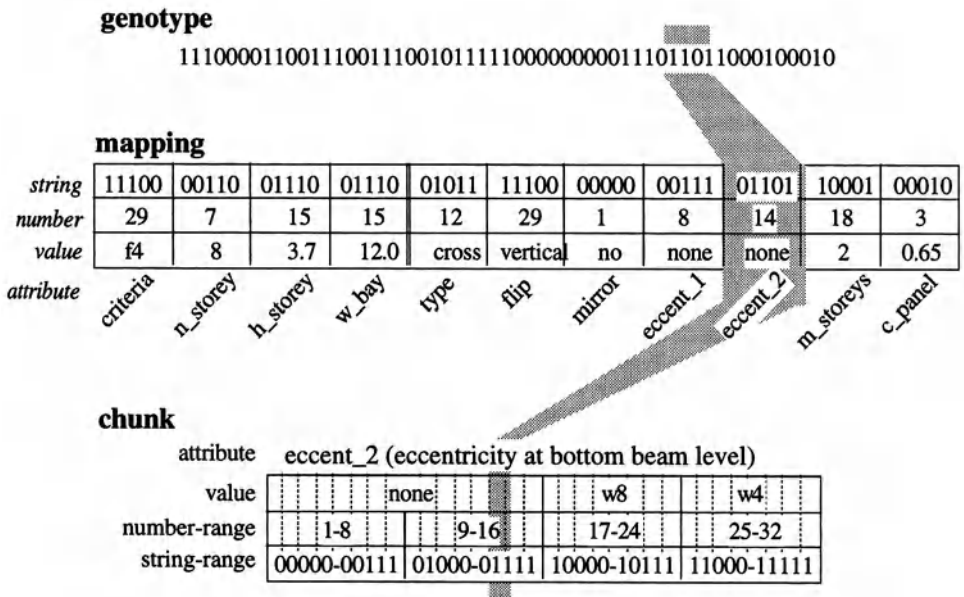 genotype
1110000110011100111001011111000000000111011011000100010
mapping
string 11100 00110 01110 01110 01011 11100 00000 00111 01101 10001 00010
number 29 7 15 15 12 29 1 8 14 18 3
value f4 8 3.7 12.0 cross vertical no none none 2 0.65
attribute criteria n_storey h_storey w_bay type flip mirror eccent_1 eccent_2 m_storeys c_panel
chunk
attribute eccent_2 (eccentricity at bottom beam level)
value none w8 w4
number-range 1-8 9-16 17-24 25-32
string-range 00000-00111 01000-01111 10000-10111 11000-11111